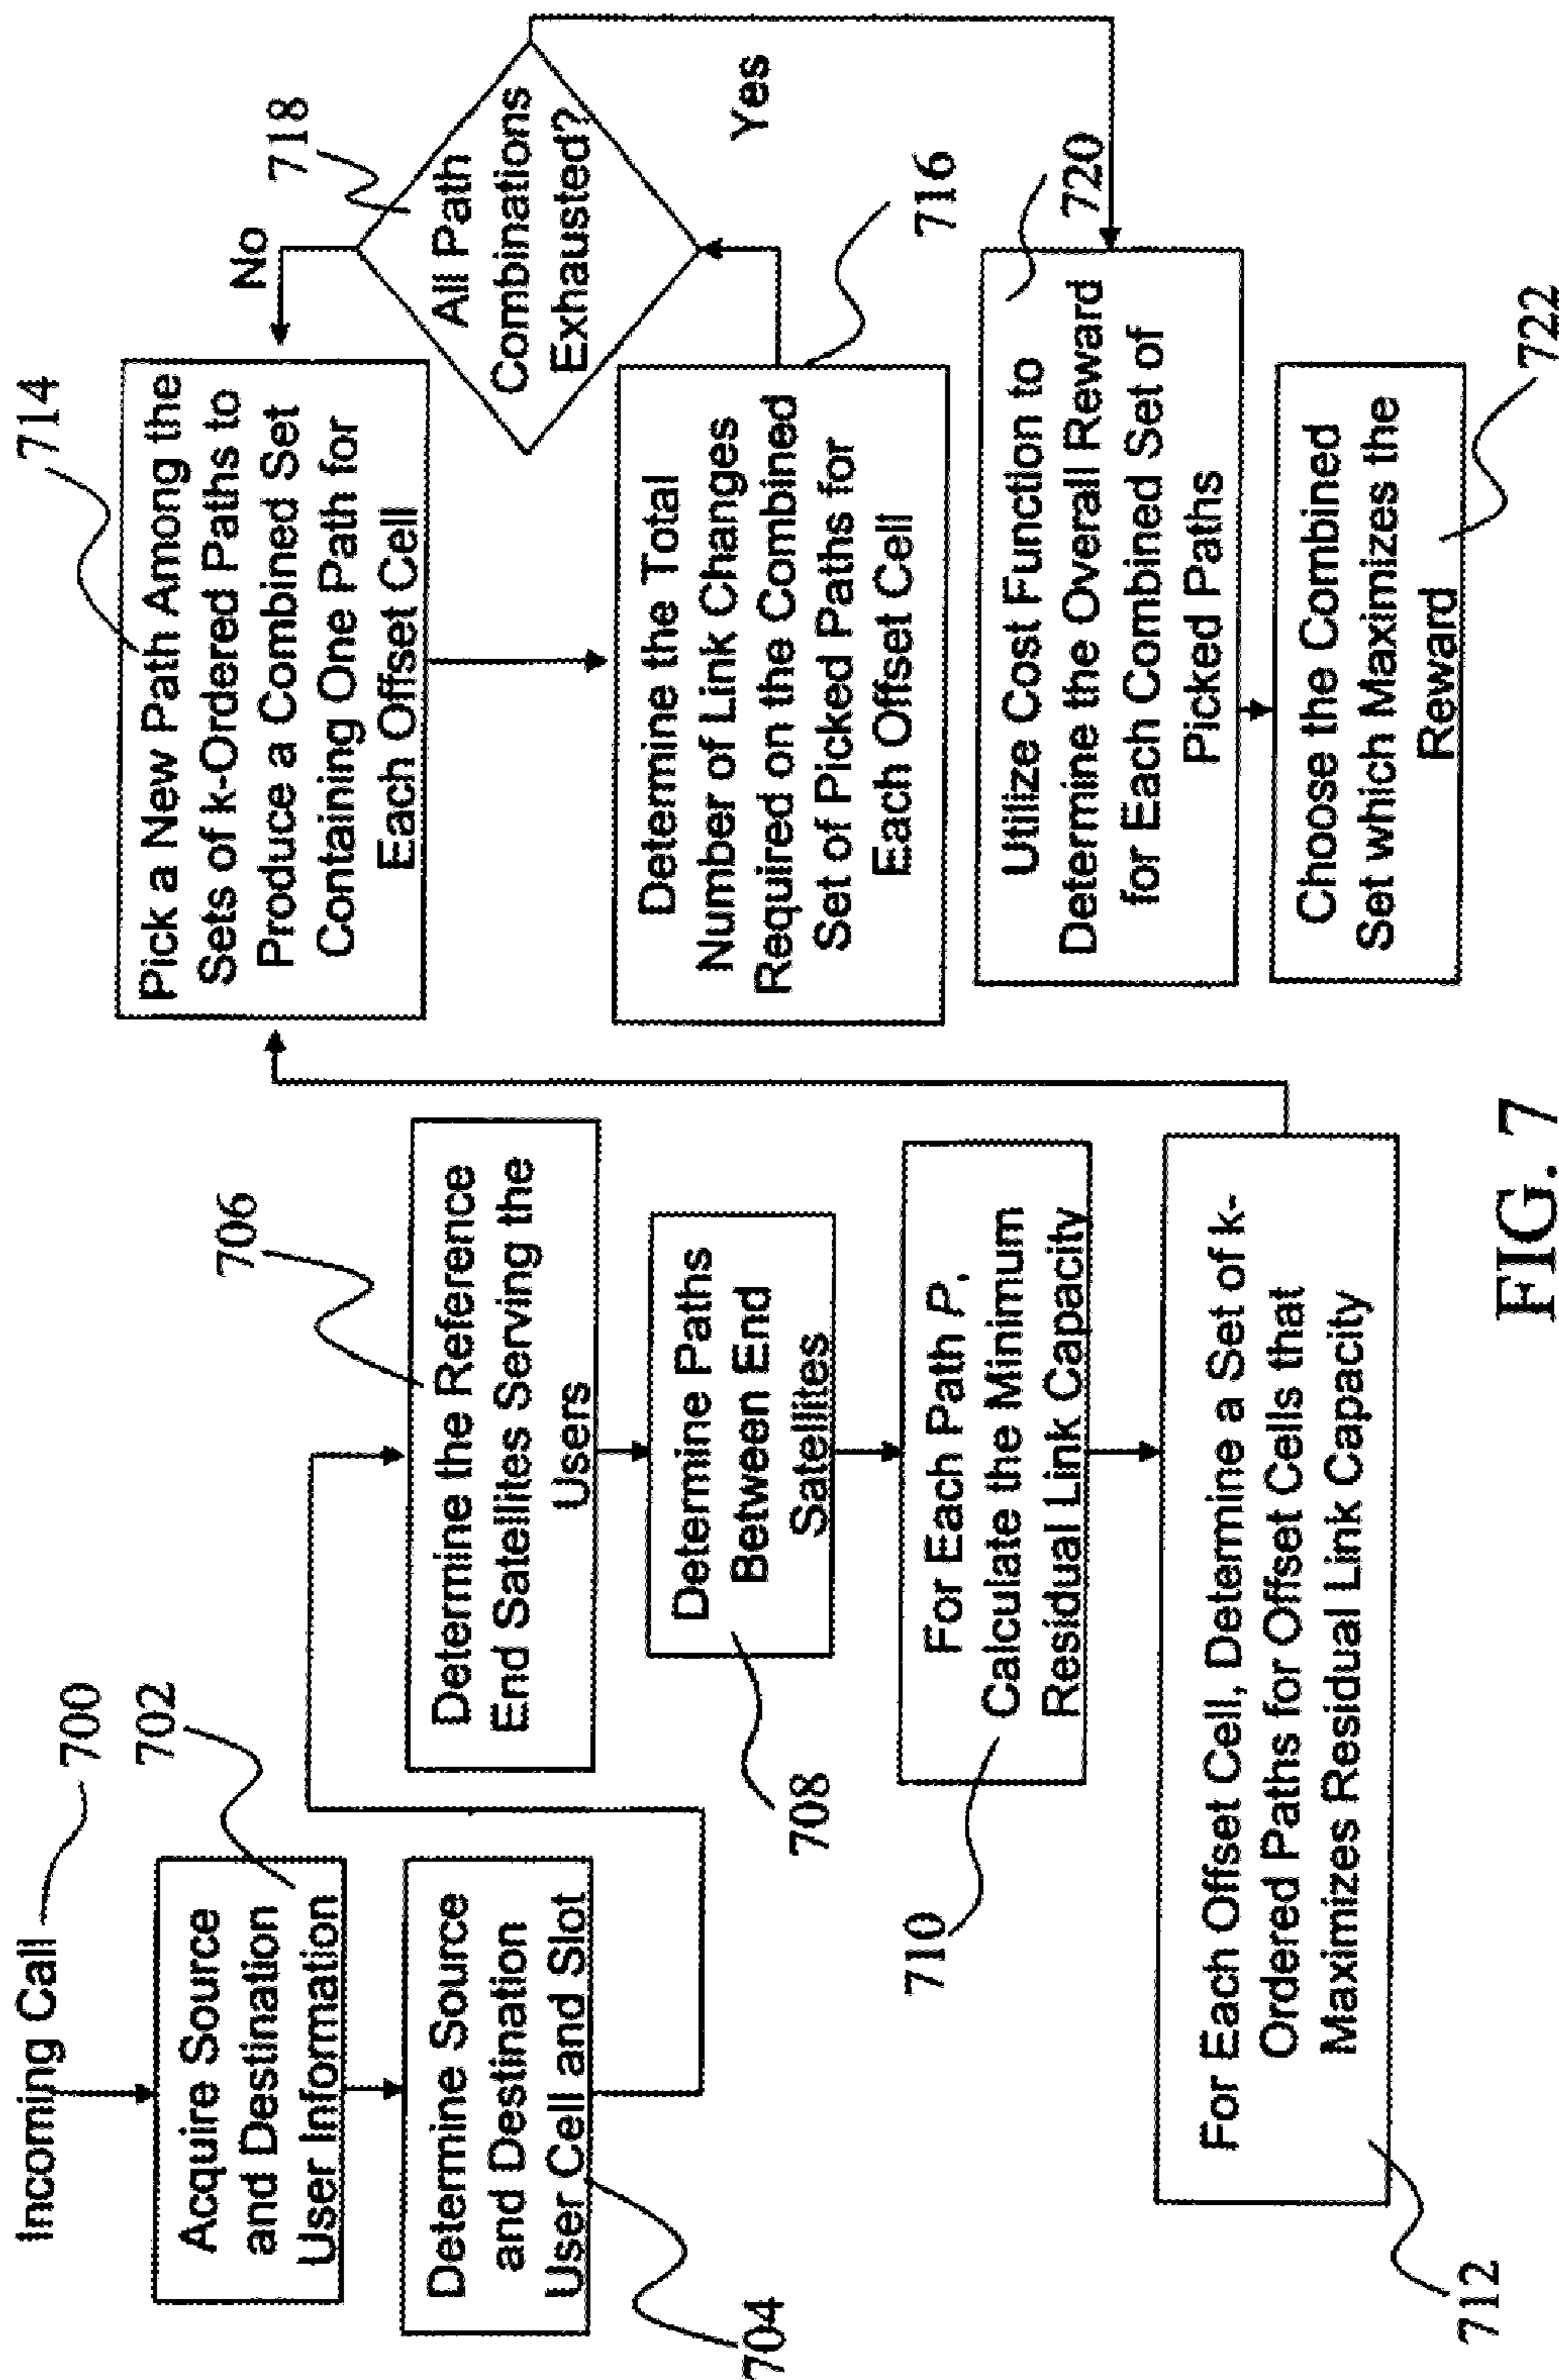 Incoming Call
700
Acquire Source
and Destination
User Information
702
Determine Source
and Destination
User Cell and Slot
704
Determine the Reference
End Satellites Serving the
Users
706
Determine Paths
Between End
Satellites
708
For Each Path P,
Calculate the Minimum
Residual Link Capacity
710
For Each Offset Cell, Determine a Set of k-
Ordered Paths for Offset Cells that
Maximizes Residual Link Capacity
712
Pick a New Path Among the
Sets of k-Ordered Paths to
Produce a Combined Set
Containing One Path for
Each Offset Cell
714
Determine the Total
Number of Link Changes
Required on the Combined
Set of Picked Paths for
Each Offset Cell
716
All Path
Combinations
Exhausted?
718
No
Yes
Utilize Cost Function to
Determine the Overall Reward
for Each Combined Set of
Picked Paths
720
Choose the Combined
Set which Maximizes the
Reward
722
FIG. 7